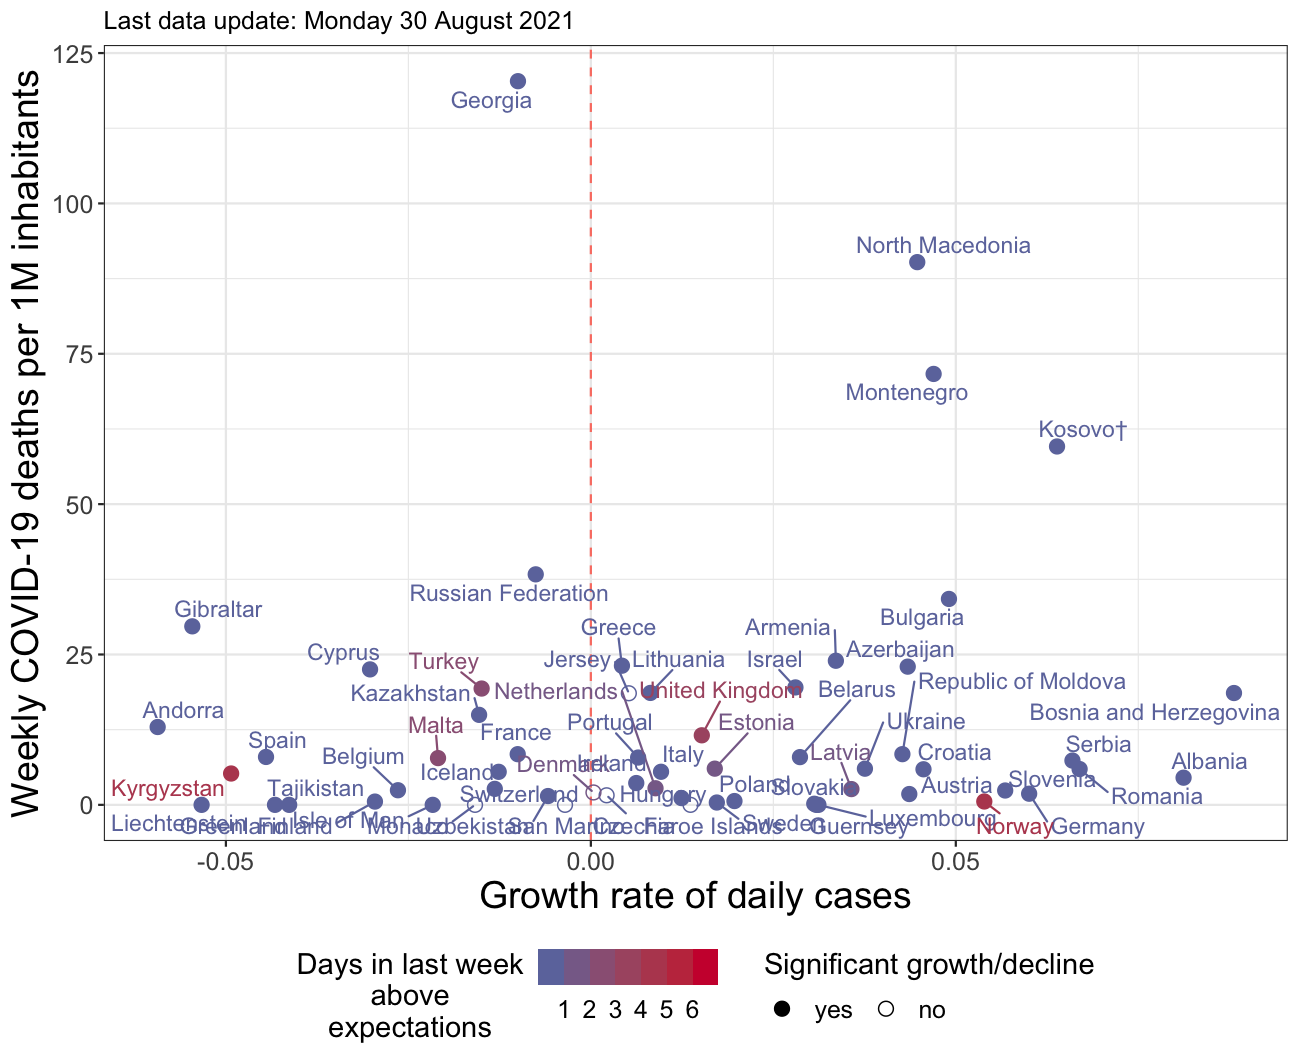 Last data update: Monday 30 August 2021
125
100
75
50
25
0
Weekly COVID-19 deaths per 1M inhabitants
Georgia
North Macedonia
Montenegro
Kosovo†
Russian Federation
Gibraltar
Bulgaria
Greece
Armenia
Cyprus
Turkey
Jersey
Lithuania
Israel
Azerbaijan
Kazakhstan
Netherlands
United Kingdom
Belarus
Republic of Moldova
Andorra
Malta
France
Portugal
Estonia
Ukraine
Bosnia and Herzegovina
Spain
Belgium
Iceland
Denmark
Ireland
Italy
Latvia
Croatia
Serbia
Albania
Kyrgyzstan
Tajikistan
Switzerland
Hungary
Poland
Slovakia
Austria
Slovenia
Romania
Liechtenstein
Greenland
Finland
Isle of Man
Monaco
Uzbekistan
San Marino
Czechia
Faroe Islands
Sweden
Guernsey
Luxembourg
Norway
Germany
-0.05
0.00
0.05
Growth rate of daily cases
Days in last week
above
expectations
1 2 3 4 5 6
Significant growth/decline
yes
no